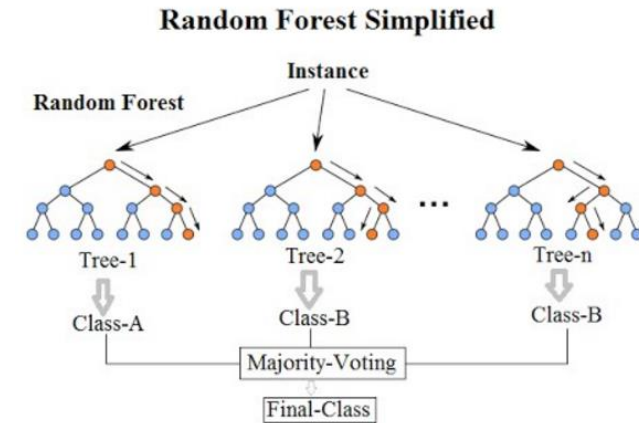 Random Forest Simplified
Instance
Random Forest
...
Tree-1
Tree-2
Tree-n
Class-A
Class-B
Class-B
Majority-Voting
Final-Class